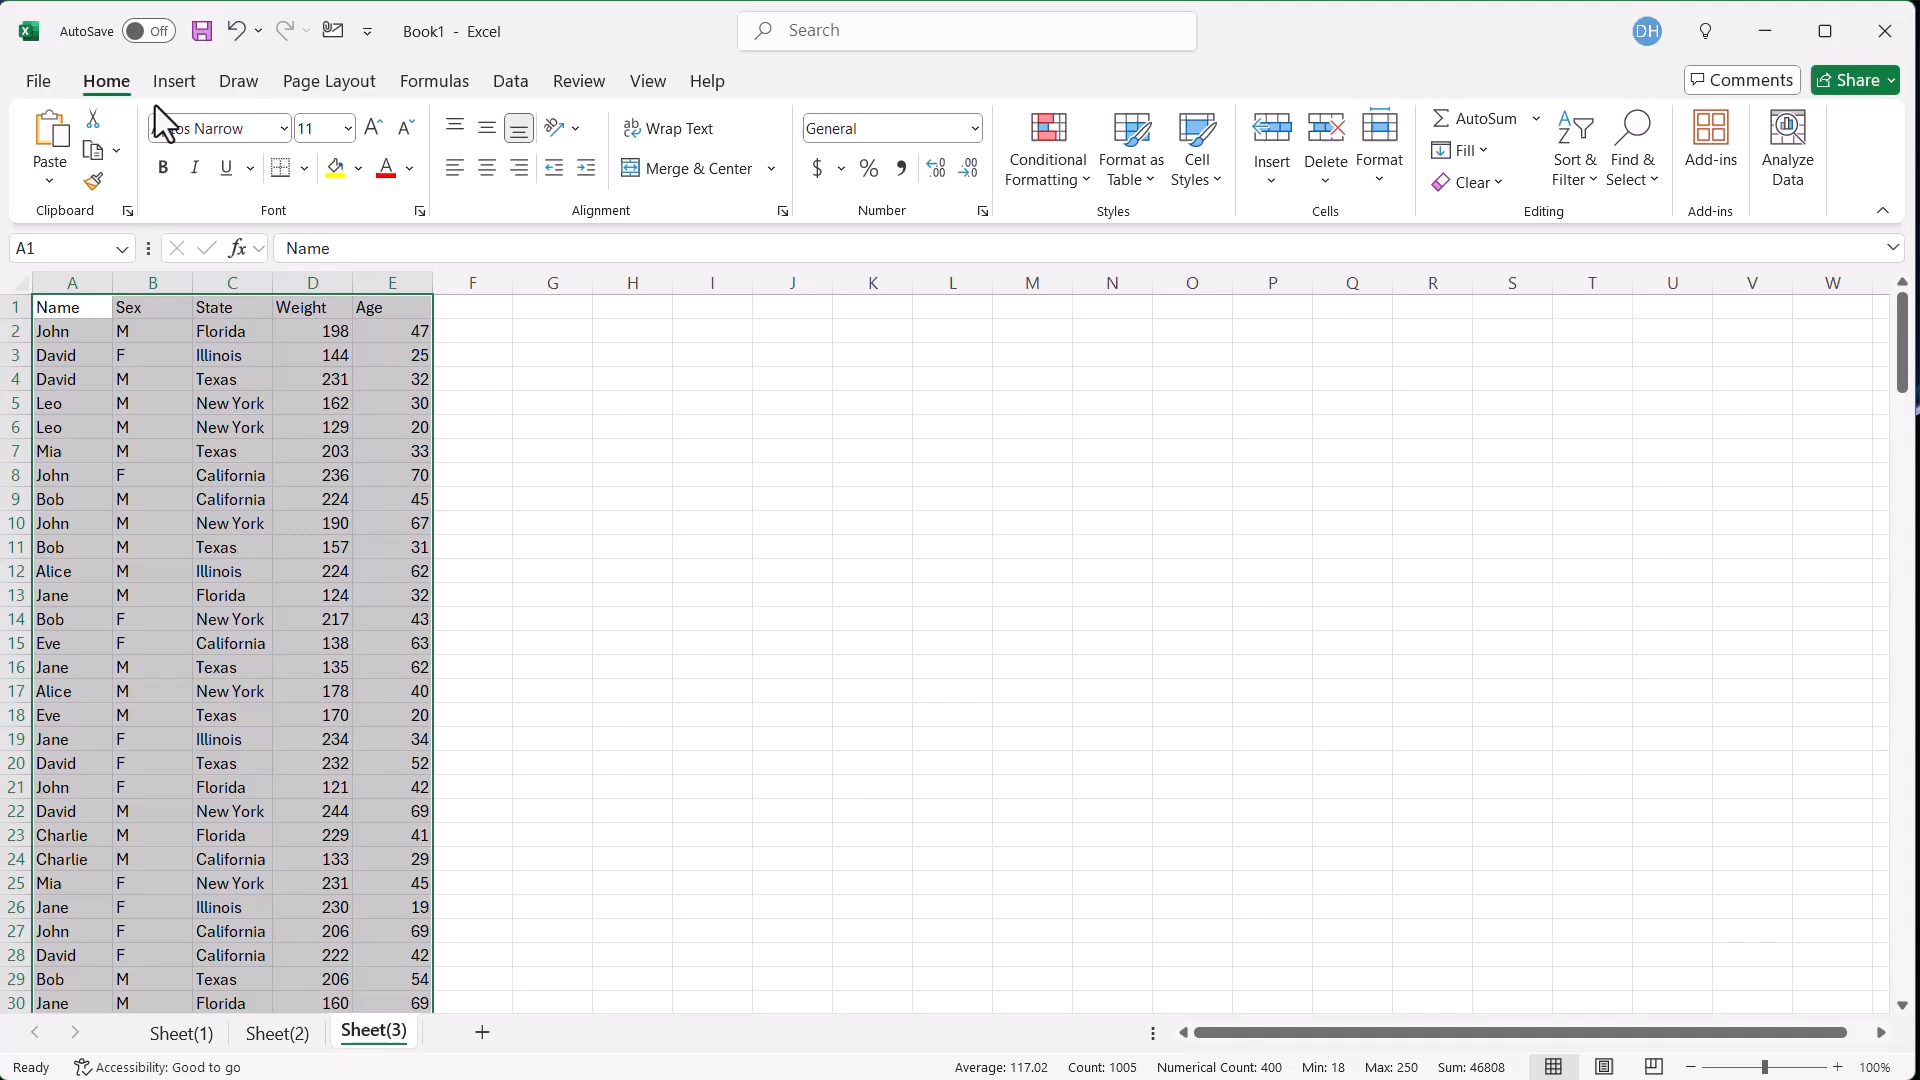 AutoSave Off Book1 - Excel Search DH
File Home Insert Draw Page Layout Formulas Data Review View Help Comments Share
Paste
Clipboard
os Narrow 11
B I U
Font
Wrap Text
Merge & Center
Alignment
General
$ % 9
Number
Conditional Formatting
Format as Table
Cell Styles
Styles
Insert
Delete
Format
Cells
AutoSum
Fill
Clear
Sort & Filter
Find & Select
Editing
Add-ins
Add-ins
Analyze Data
A1 fx Name
A B C D E F G H I J K L M N O P Q R S T U V W
1 Name Sex State Weight Age
2 John M Florida 198 47
3 David F Illinois 144 25
4 David M Texas 231 32
5 Leo M New York 162 30
6 Leo M New York 129 20
7 Mia M Texas 203 33
8 John F California 236 70
9 Bob M California 224 45
10 John M New York 190 67
11 Bob M Texas 157 31
12 Alice M Illinois 224 62
13 Jane M Florida 124 32
14 Bob F New York 217 43
15 Eve F California 138 63
16 Jane M Texas 135 62
17 Alice M New York 178 40
18 Eve M Texas 170 20
19 Jane F Illinois 234 34
20 David F Texas 232 52
21 John F Florida 121 42
22 David M New York 244 69
23 Charlie M Florida 229 41
24 Charlie M California 133 29
25 Mia F New York 231 45
26 Jane F Illinois 230 19
27 John F California 206 69
28 David F California 222 42
29 Bob M Texas 206 54
30 Jane M Florida 160 69
Sheet(1) Sheet(2) Sheet(3)
Ready Accessibility: Good to go Average: 117.02 Count: 1005 Numerical Count: 400 Min: 18 Max: 250 Sum: 46808 100%